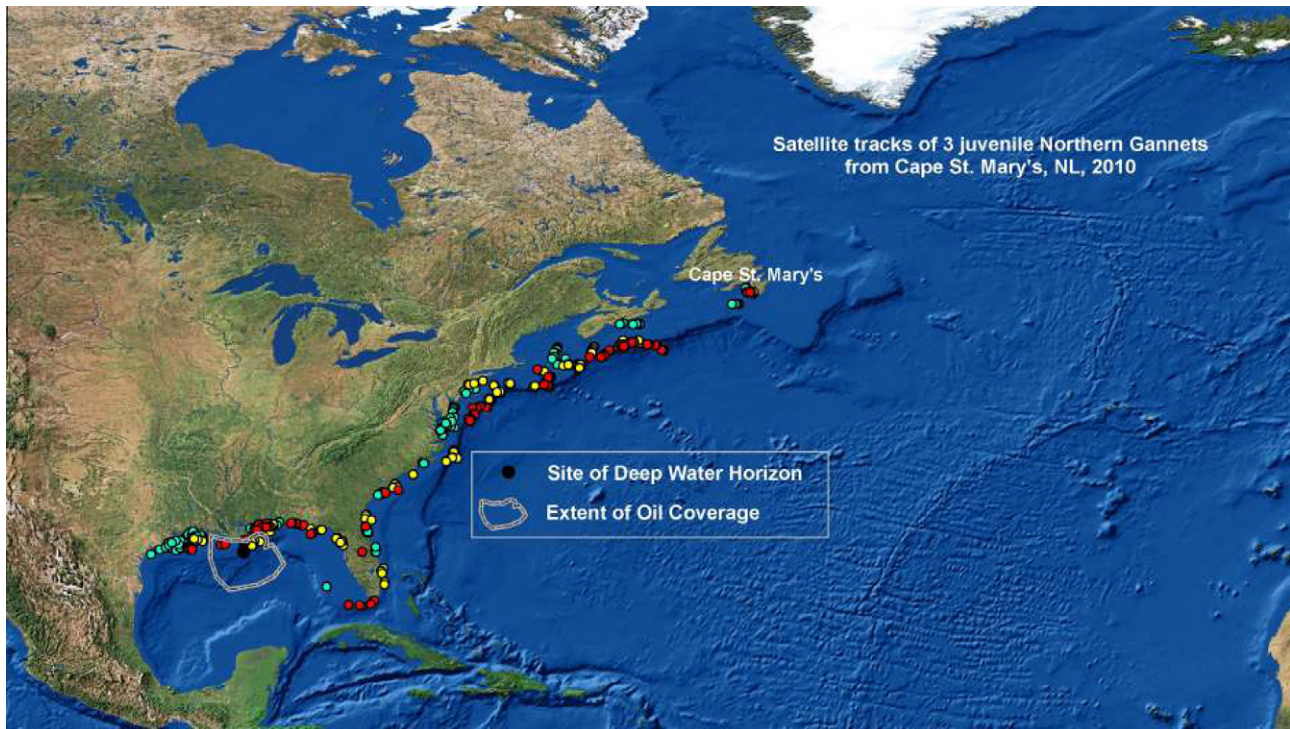 Satellite tracks of 3 juvenile Northern Gannets
from Cape St. Mary's, NL, 2010
Cape St. Mary's
Site of Deep Water Horizon
Extent of Oil Coverage